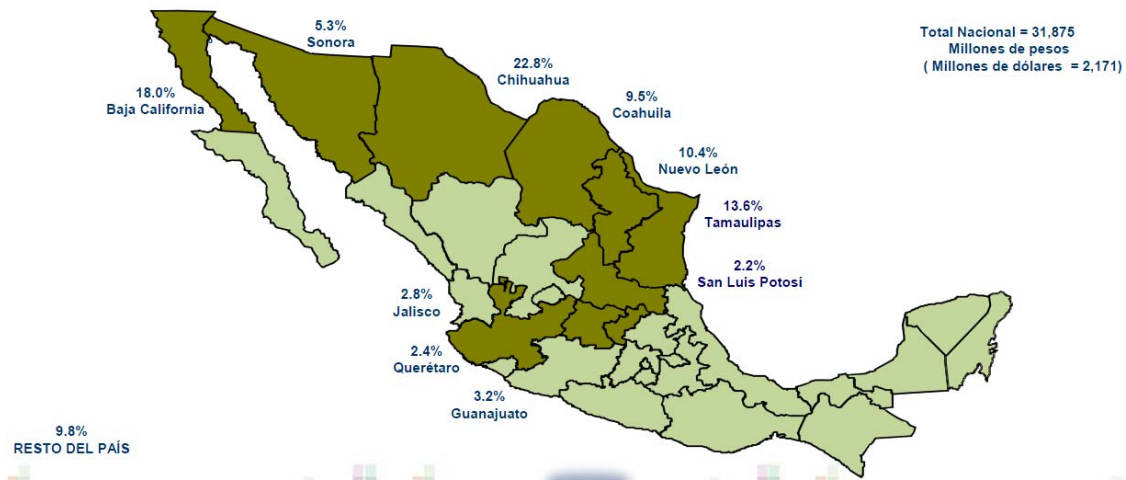 5.3%
Sonora
Total Nacional = 31,875
Millones de pesos
( Millones de dólares = 2,171)
22.8%
Chihuahua
18.0%
Baja California
9.5%
Coahuila
10.4%
Nuevo León
13.6%
Tamaulipas
2.2%
San Luis Potosí
2.8%
Jalisco
2.4%
Querétaro
3.2%
Guanajuato
9.8%
RESTO DEL PAÍS